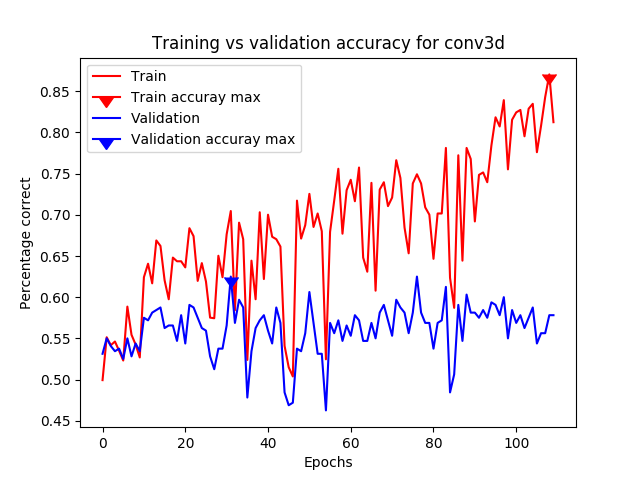 Training vs validation accuracy for conv3d
Train
Train accuray max
Validation
Validation accuray max
Percentage correct
0.85
0.80
0.75
0.70
0.65
0.60
0.55
0.50
0.45
0 20 40 60 80 100
Epochs